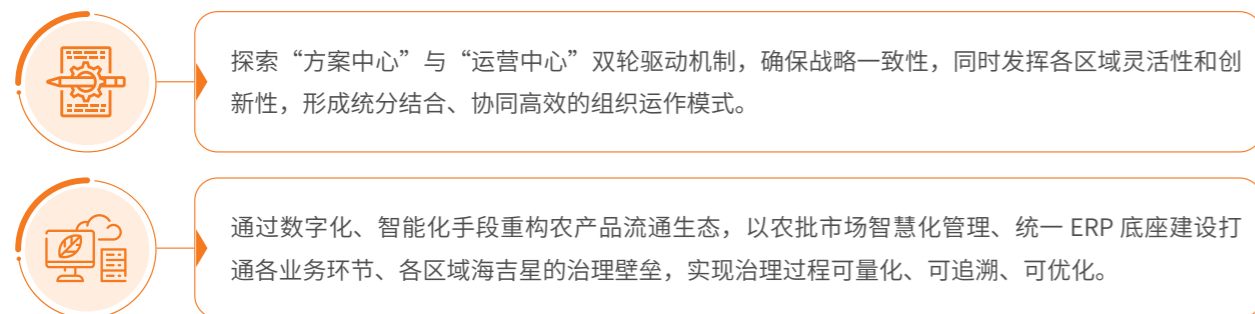 探索“方案中心”与“运营中心”双轮驱动机制，确保战略一致性，同时发挥各区域灵活性和创
新性，形成统分结合、协同高效的组织运作模式。
通过数字化、智能化手段重构农产品流通生态，以农批市场智慧化管理、统一 ERP 底座建设打
通各业务环节、各区域海吉星的治理壁垒，实现治理过程可量化、可追溯、可优化。